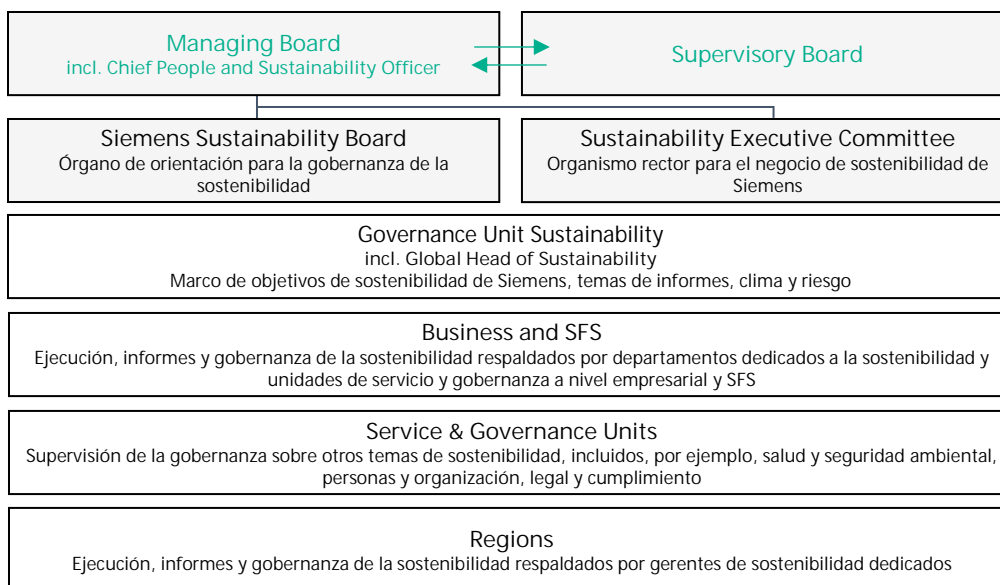 Managing Board
incl. Chief People and Sustainability Officer
Supervisory Board
Siemens Sustainability Board
Órgano de orientación para la gobernanza de la
sostenibilidad
Sustainability Executive Committee
Organismo rector para el negocio de sostenibilidad de
Siemens
Governance Unit Sustainability
incl. Global Head of Sustainability
Marco de objetivos de sostenibilidad de Siemens, temas de informes, clima y riesgo
Business and SFS
Ejecución, informes y gobernanza de la sostenibilidad respaldados por departamentos dedicados a la sostenibilidad y
unidades de servicio y gobernanza a nivel empresarial y SFS
Service & Governance Units
Supervisión de la gobernanza sobre otros temas de sostenibilidad, incluidos, por ejemplo, salud y seguridad ambiental,
personas y organización, legal y cumplimiento
Regions
Ejecución, informes y gobernanza de la sostenibilidad respaldados por gerentes de sostenibilidad dedicados